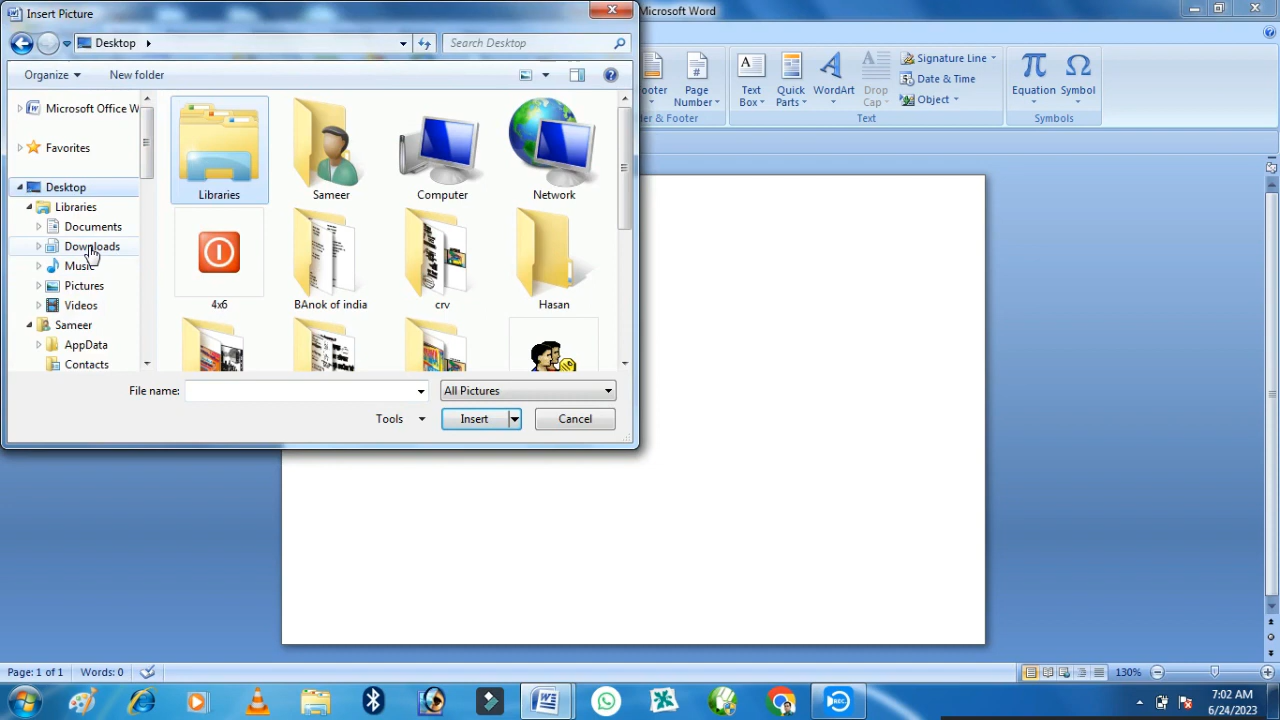 Insert Picture
Microsoft Word
Desktop
Search Desktop
Organize
New folder
Microsoft Office W
Favorites
Desktop
Libraries
Documents
Downloads
Music
Pictures
Videos
Sameer
AppData
Contacts
Libraries
Sameer
Computer
Network
4x6
BAnok of india
crv
Hasan
File name:
All Pictures
Tools
Insert
Cancel
Page
Number
Text
Box
Quick
Parts
WordArt
Drop
Cap
Signature Line
Date & Time
Object
Equation
Symbol
& Footer
Text
Symbols
Page: 1 of 1
Words: 0
130%
REC
7:02 AM
6/24/2023